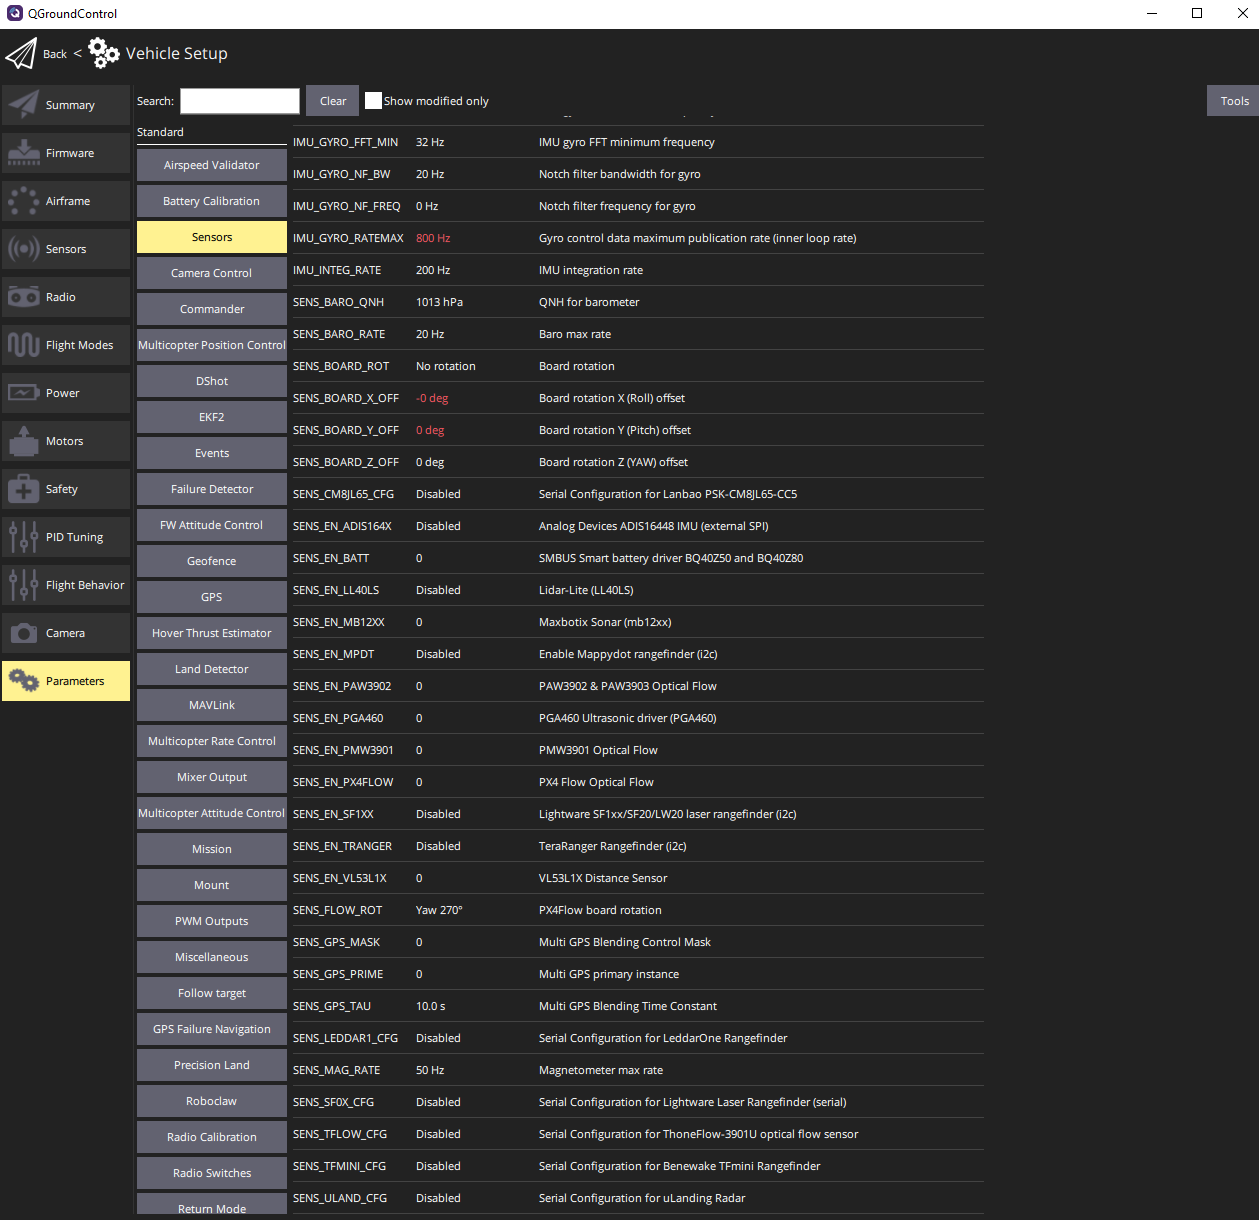 QGroundControl
Back < Vehicle Setup
Summary
Firmware
Airframe
Sensors
Radio
Flight Modes
Power
Motors
Safety
PID Tuning
Flight Behavior
Camera
Parameters
Search: Clear Show modified only Tools
Standard
Airspeed Validator
Battery Calibration
Sensors
Camera Control
Commander
Multicopter Position Control
DShot
EKF2
Events
Failure Detector
FW Attitude Control
Geofence
GPS
Hover Thrust Estimator
Land Detector
MAVLink
Multicopter Rate Control
Mixer Output
Multicopter Attitude Control
Mission
Mount
PWM Outputs
Miscellaneous
Follow target
GPS Failure Navigation
Precision Land
Roboclaw
Radio Calibration
Radio Switches
Return Mode
IMU_GYRO_FFT_MIN 32 Hz IMU gyro FFT minimum frequency
IMU_GYRO_NF_BW 20 Hz Notch filter bandwidth for gyro
IMU_GYRO_NF_FREQ 0 Hz Notch filter frequency for gyro
IMU_GYRO_RATEMAX 800 Hz Gyro control data maximum publication rate (inner loop rate)
IMU_INTEG_RATE 200 Hz IMU integration rate
SENS_BARO_QNH 1013 hPa QNH for barometer
SENS_BARO_RATE 20 Hz Baro max rate
SENS_BOARD_ROT No rotation Board rotation
SENS_BOARD_X_OFF -0 deg Board rotation X (Roll) offset
SENS_BOARD_Y_OFF 0 deg Board rotation Y (Pitch) offset
SENS_BOARD_Z_OFF 0 deg Board rotation Z (YAW) offset
SENS_CM8JL65_CFG Disabled Serial Configuration for Lanbao PSK-CM8JL65-CC5
SENS_EN_ADIS164X Disabled Analog Devices ADIS16448 IMU (external SPI)
SENS_EN_BATT 0 SMBUS Smart battery driver BQ40Z50 and BQ40Z80
SENS_EN_LL40LS Disabled Lidar-Lite (LL40LS)
SENS_EN_MB12XX 0 Maxbotix Sonar (mb12xx)
SENS_EN_MPDT Disabled Enable Mappydot rangefinder (i2c)
SENS_EN_PAW3902 0 PAW3902 & PAW3903 Optical Flow
SENS_EN_PGA460 0 PGA460 Ultrasonic driver (PGA460)
SENS_EN_PMW3901 0 PMW3901 Optical Flow
SENS_EN_PX4FLOW 0 PX4 Flow Optical Flow
SENS_EN_SF1XX Disabled Lightware SF1xx/SF20/LW20 laser rangefinder (i2c)
SENS_EN_TRANGER Disabled TeraRanger Rangefinder (i2c)
SENS_EN_VL53L1X 0 VL53L1X Distance Sensor
SENS_FLOW_ROT Yaw 270° PX4Flow board rotation
SENS_GPS_MASK 0 Multi GPS Blending Control Mask
SENS_GPS_PRIME 0 Multi GPS primary instance
SENS_GPS_TAU 10.0 s Multi GPS Blending Time Constant
SENS_LEDDAR1_CFG Disabled Serial Configuration for LeddarOne Rangefinder
SENS_MAG_RATE 50 Hz Magnetometer max rate
SENS_SF0X_CFG Disabled Serial Configuration for Lightware Laser Rangefinder (serial)
SENS_TFLOW_CFG Disabled Serial Configuration for ThoneFlow-3901U optical flow sensor
SENS_TFMINI_CFG Disabled Serial Configuration for Benewake TFmini Rangefinder
SENS_ULAND_CFG Disabled Serial Configuration for uLanding Radar